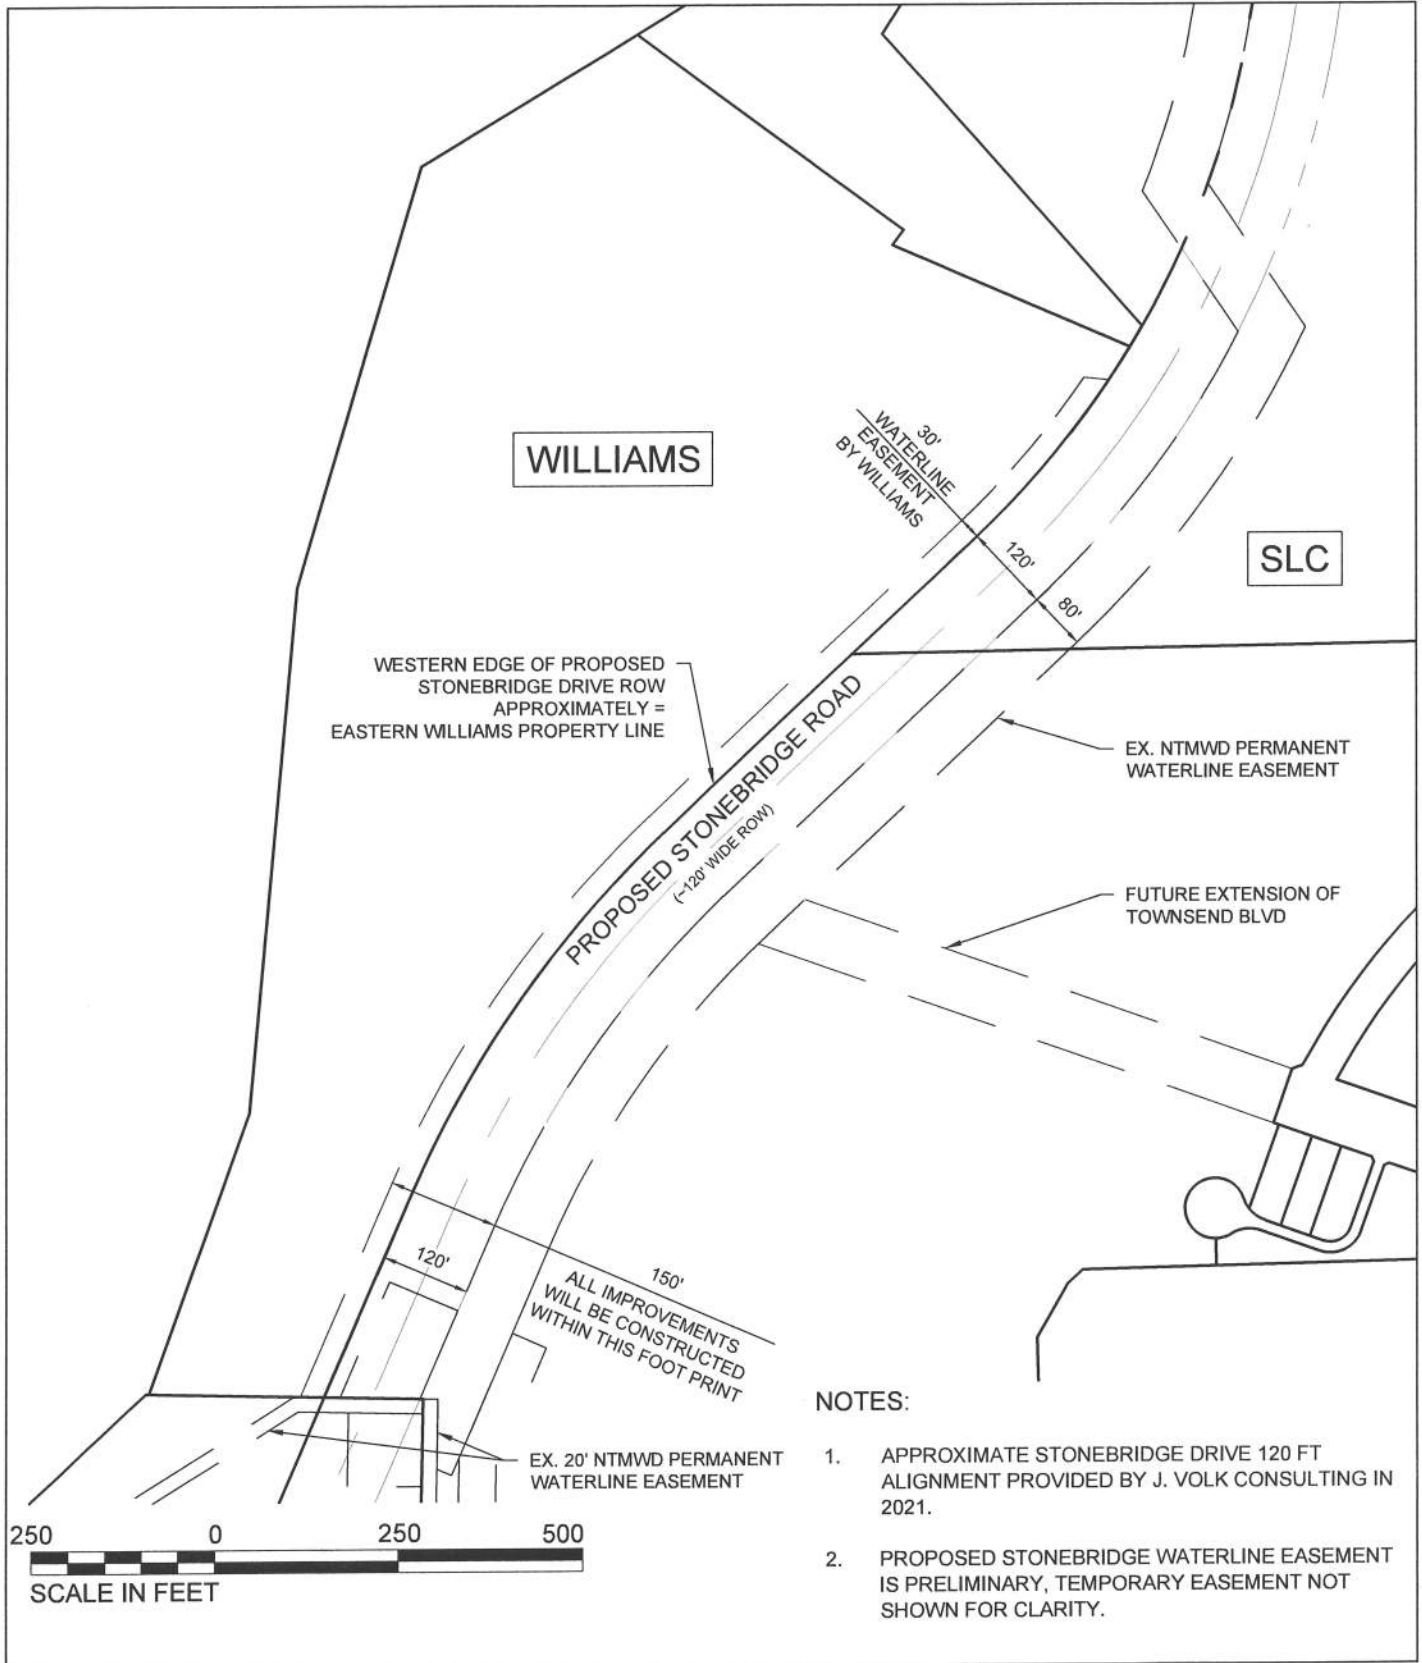 WILLIAMS
30'
WATERLINE
EASEMENT
BY WILLIAMS
120'
80'
SLC
WESTERN EDGE OF PROPOSED
STONEBRIDGE DRIVE ROW
APPROXIMATELY =
EASTERN WILLIAMS PROPERTY LINE
PROPOSED STONEBRIDGE ROAD
(~120' WIDE ROW)
EX. NTMWD PERMANENT
WATERLINE EASEMENT
FUTURE EXTENSION OF
TOWNSEND BLVD
120'
150'
ALL IMPROVEMENTS
WILL BE CONSTRUCTED
WITHIN THIS FOOT PRINT
EX. 20' NTMWD PERMANENT
WATERLINE EASEMENT
250 0 250 500
SCALE IN FEET
NOTES:
1. APPROXIMATE STONEBRIDGE DRIVE 120 FT
ALIGNMENT PROVIDED BY J. VOLK CONSULTING IN
2021.
2. PROPOSED STONEBRIDGE WATERLINE EASEMENT
IS PRELIMINARY, TEMPORARY EASEMENT NOT
SHOWN FOR CLARITY.